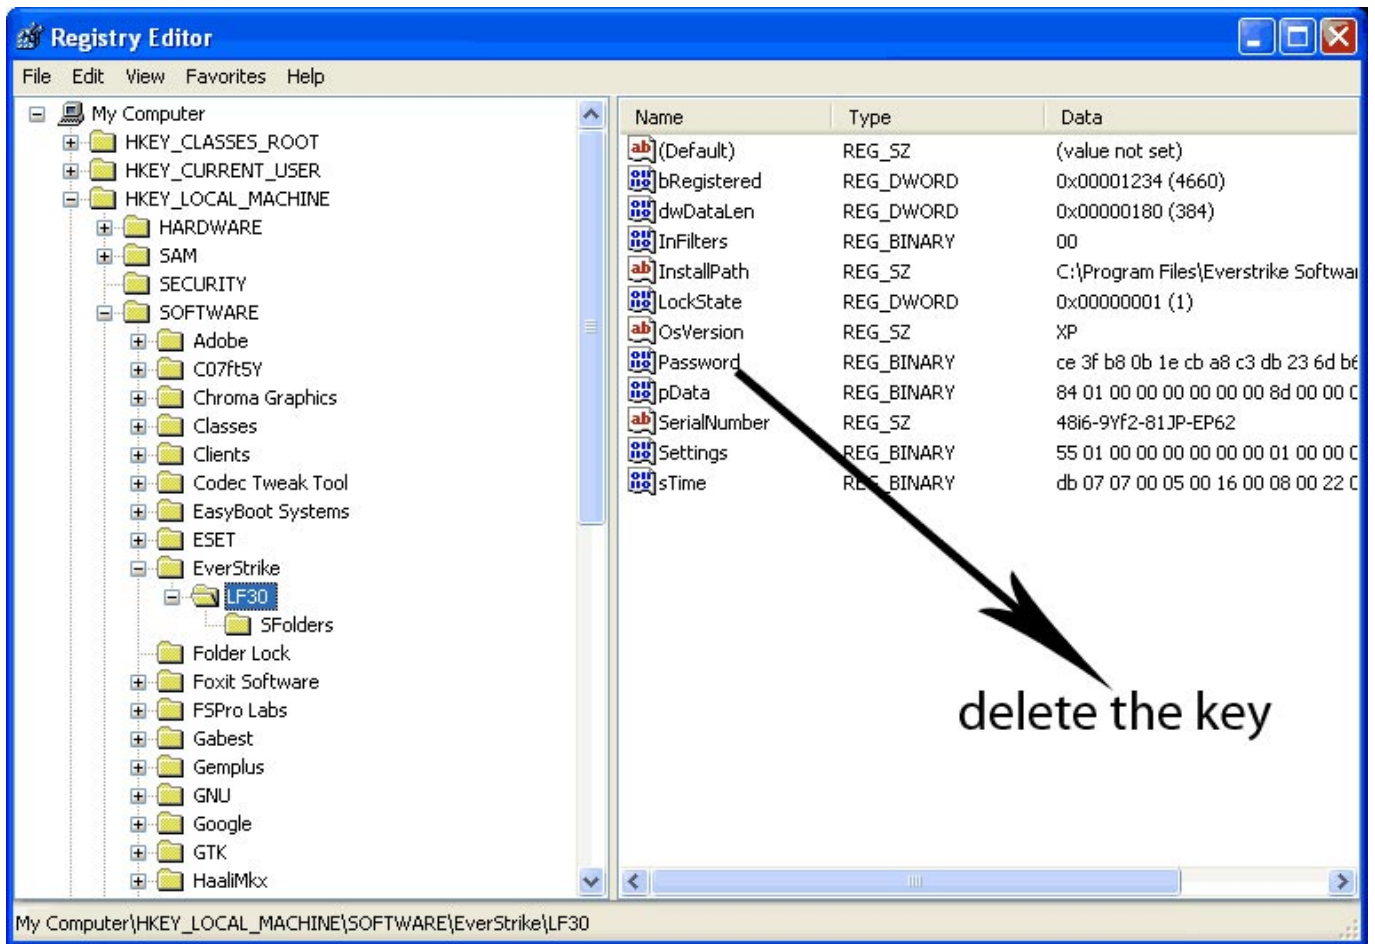 Registry Editor
File Edit View Favorites Help
My Computer
HKEY_CLASSES_ROOT
HKEY_CURRENT_USER
HKEY_LOCAL_MACHINE
HARDWARE
SAM
SECURITY
SOFTWARE
Adobe
C07ft5Y
Chroma Graphics
Classes
Clients
Codec Tweak Tool
EasyBoot Systems
ESET
EverStrike
LF30
SFolders
Folder Lock
Foxit Software
FSPro Labs
Gabest
Gemplus
GNU
Google
GTK
HaaliMkx
Name Type Data
(Default) REG_SZ (value not set)
bRegistered REG_DWORD 0x00001234 (4660)
dwDataLen REG_DWORD 0x00000180 (384)
InFilters REG_BINARY 00
InstallPath REG_SZ C:\Program Files\Everstrike Softwar
LockState REG_DWORD 0x00000001 (1)
OsVersion REG_SZ XP
Password REG_BINARY ce 3f b8 0b 1e cb a8 c3 db 23 6d b6
pData REG_BINARY 84 01 00 00 00 00 00 00 8d 00 00 0
SerialNumber REG_SZ 48i6-9Yf2-81JP-EP62
Settings REG_BINARY 55 01 00 00 00 00 00 00 01 00 00 0
sTime REG_BINARY db 07 07 00 05 00 16 00 08 00 22 0
delete the key
My Computer\HKEY_LOCAL_MACHINE\SOFTWARE\EverStrike\LF30